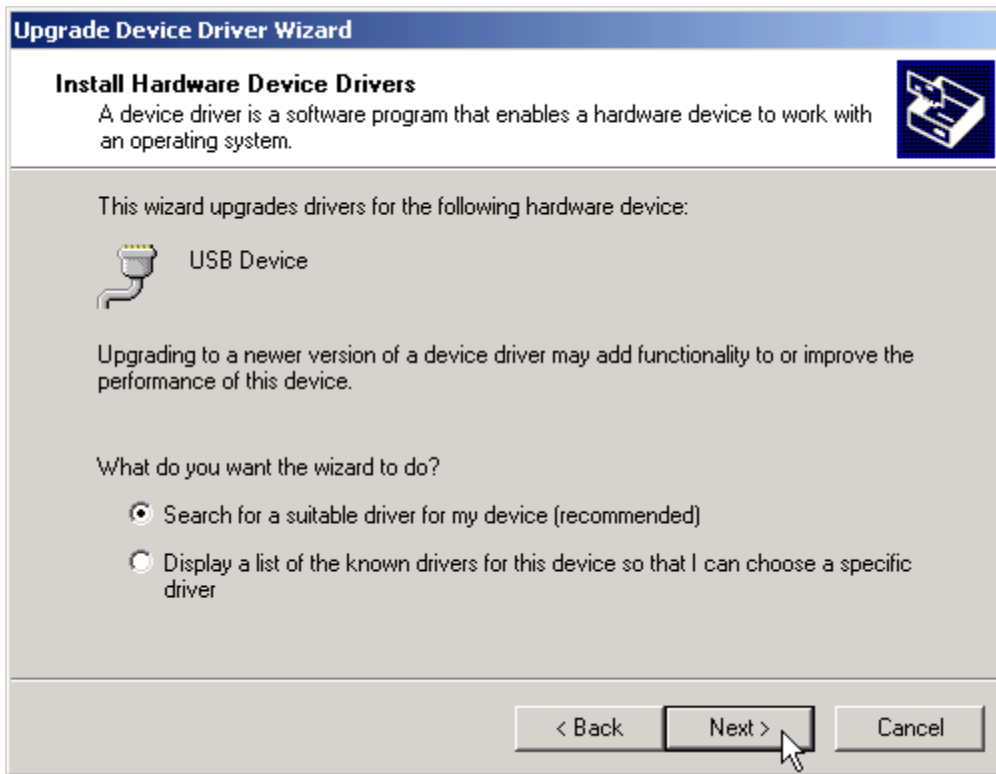 Upgrade Device Driver Wizard
Install Hardware Device Drivers
A device driver is a software program that enables a hardware device to work with
an operating system.
This wizard upgrades drivers for the following hardware device:
USB Device
Upgrading to a newer version of a device driver may add functionality to or improve the
performance of this device.
What do you want the wizard to do?
Search for a suitable driver for my device (recommended)
Display a list of the known drivers for this device so that I can choose a specific
driver
< Back Next > Cancel